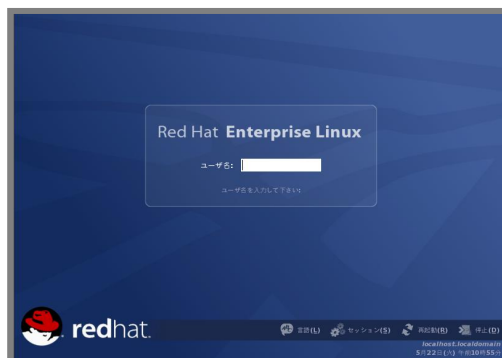 Red Hat Enterprise Linux
ユーザ名:
ユーザ名を入力して下さい
redhat.
言語(L) セッション(S) 再起動(R) 停止(D)
localhost.localdomain
5月22日(火) 午前10時55分